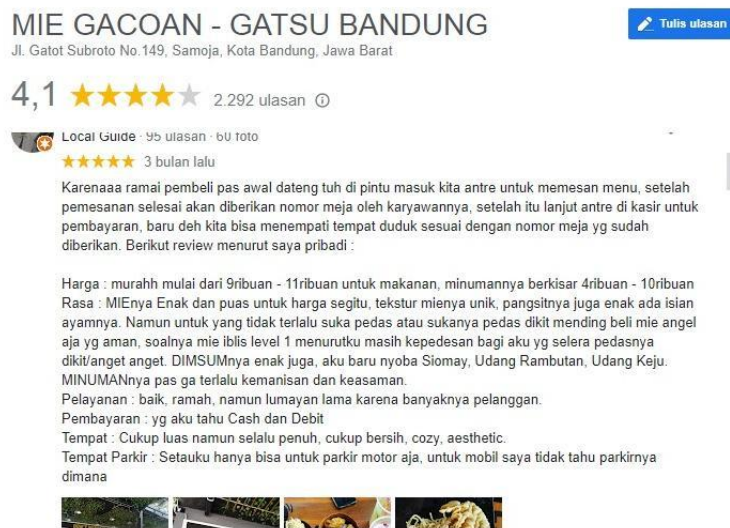 MIE GACOAN - GATSU BANDUNG
Tulis ulasan
Jl. Gatot Subroto No.149, Samoja, Kota Bandung, Jawa Barat
4,1 2.292 ulasan
Local Guide · 95 ulasan · 60 foto
3 bulan lalu
Karenaaa ramai pembeli pas awal dateng tuh di pintu masuk kita antre untuk memesan menu, setelah
pemesanan selesai akan diberikan nomor meja oleh karyawannya, setelah itu lanjut antre di kasir untuk
pembayaran, baru deh kita bisa menempati tempat duduk sesuai dengan nomor meja yg sudah
diberikan. Berikut review menurut saya pribadi :
Harga : murahh mulai dari 9ribuan - 11ribuan untuk makanan, minumannya berkisar 4ribuan - 10ribuan
Rasa : MIEnya Enak dan puas untuk harga segitu, tekstur mienya unik, pangsitnya juga enak ada isian
ayamnya. Namun untuk yang tidak terlalu suka pedas atau sukanya pedas dikit mending beli mie angel
aja yg aman, soalnya mie iblis level 1 menurutku masih kepedesan bagi aku yg selera pedasnya
dikit/anget anget. DIMSUMnya enak juga, aku baru nyoba Siomay, Udang Rambutan, Udang Keju.
MINUMANnya pas ga terlalu kemanisan dan keasaman.
Pelayanan : baik, ramah, namun lumayan lama karena banyaknya pelanggan.
Pembayaran : yg aku tahu Cash dan Debit
Tempat : Cukup luas namun selalu penuh, cukup bersih, cozy, aesthetic.
Tempat Parkir : Setauku hanya bisa untuk parkir motor aja, untuk mobil saya tidak tahu parkirnya
dimana